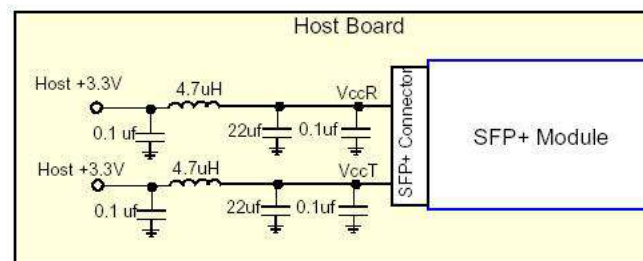 Host Board
Host +3.3V
4.7uH
VccR
0.1 uf
22uf
0.1uf
Host +3.3V
4.7uH
VccT
0.1 uf
22uf
0.1uf
SFP+ Connector
SFP+ Module